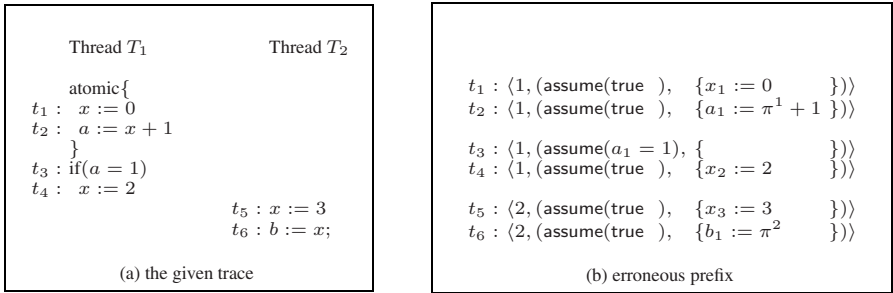 Thread T₁ Thread T₂
atomic{
t₁ : x := 0
t₂ : a := x + 1
}
t₃ : if(a = 1)
t₄ : x := 2
t₅ : x := 3
t₆ : b := x;
(a) the given trace
t₁ : ⟨1, (assume(true ), {x₁ := 0 })⟩
t₂ : ⟨1, (assume(true ), {a₁ := π¹ + 1 })⟩
t₃ : ⟨1, (assume(a₁ = 1), { })⟩
t₄ : ⟨1, (assume(true ), {x₂ := 2 })⟩
t₅ : ⟨2, (assume(true ), {x₃ := 3 })⟩
t₆ : ⟨2, (assume(true ), {b₁ := π² })⟩
(b) erroneous prefix